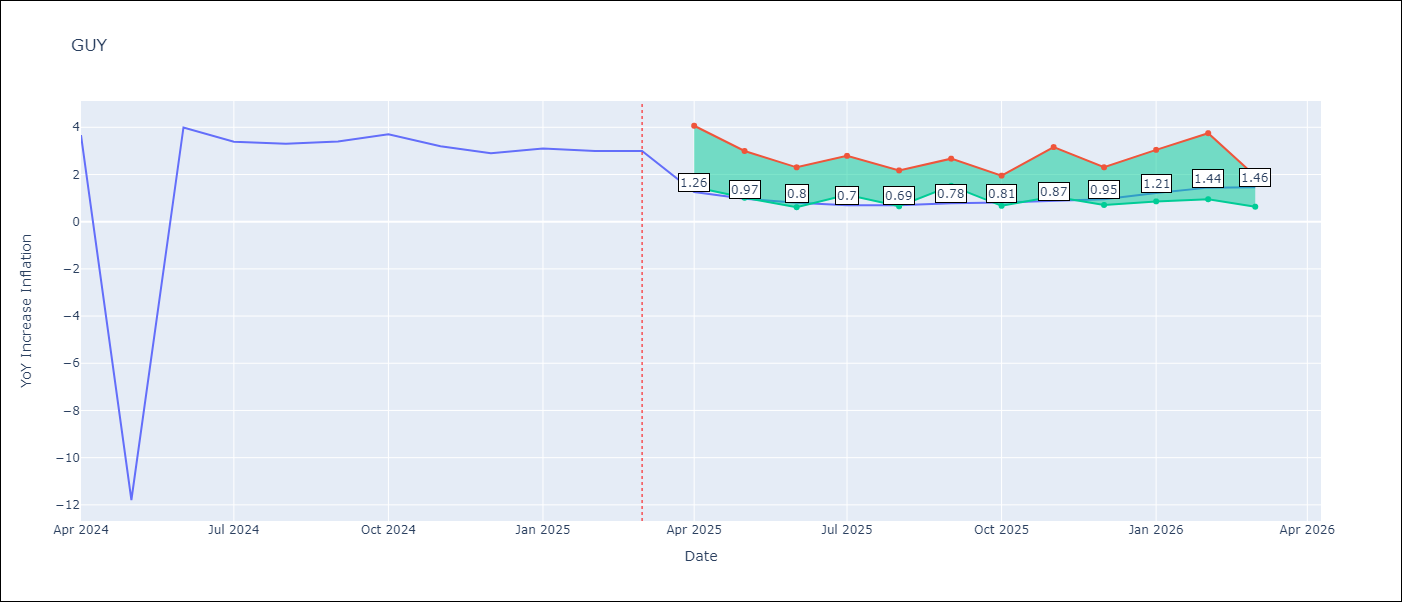 GUY
YoY Increase Inflation
4
2
0
−2
−4
−6
−8
−10
−12
1.26
0.97
0.8
0.7
0.69
0.78
0.81
0.87
0.95
1.21
1.44
1.46
Apr 2024
Jul 2024
Oct 2024
Jan 2025
Apr 2025
Jul 2025
Oct 2025
Jan 2026
Apr 2026
Date